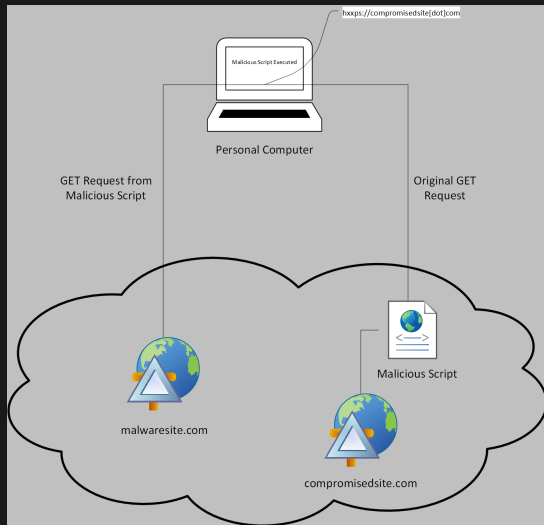 hxxps://compromisedsite[dot]com
Malicious Script Executed
Personal Computer
GET Request from
Malicious Script
Original GET
Request
Malicious Script
malwaresite.com
compromisedsite.com